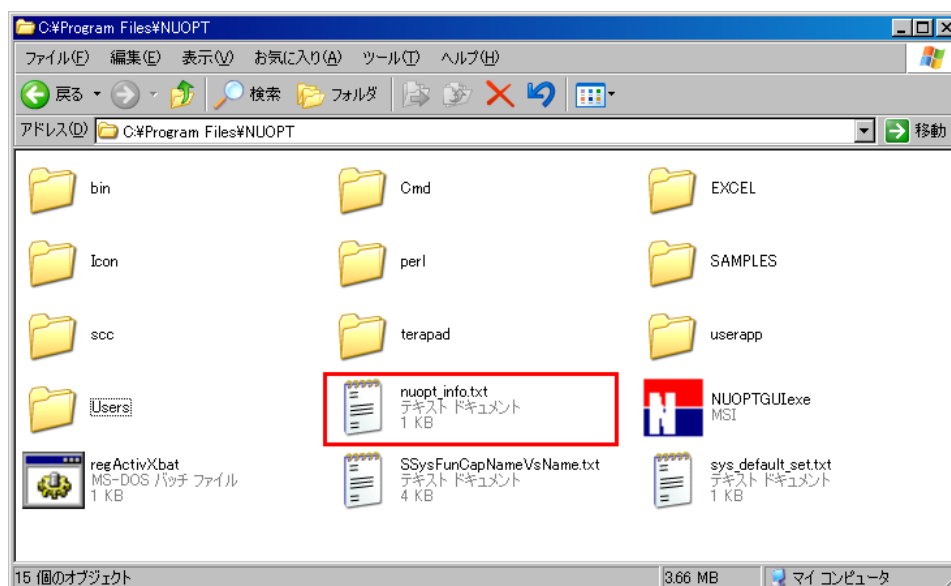 C:¥Program Files¥NUOPT
ファイル(F) 編集(E) 表示(V) お気に入り(A) ツール(T) ヘルプ(H)
戻る 検索 フォルダ
アドレス(D) C:¥Program Files¥NUOPT 移動
bin
Cmd
EXCEL
Icon
perl
SAMPLES
scc
terapad
userapp
Users
nuopt_info.txt
テキスト ドキュメント
1 KB
NUOPTGUIexe
MSI
regActivXbat
MS-DOS バッチ ファイル
1 KB
SSysFunCapNameVsName.txt
テキスト ドキュメント
4 KB
sys_default_set.txt
テキスト ドキュメント
1 KB
15 個のオブジェクト 3.66 MB マイ コンピュータ